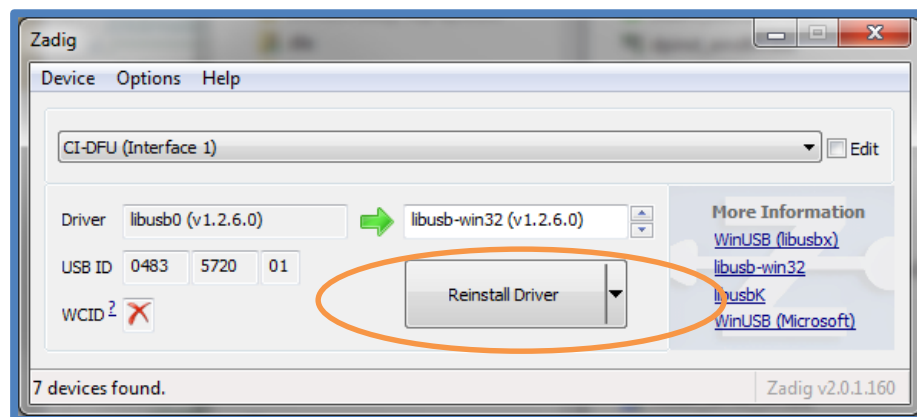 Zadig
Device Options Help
CI-DFU (Interface 1)
Edit
Driver libusb0 (v1.2.6.0) libusb-win32 (v1.2.6.0)
USB ID 0483 5720 01
WCID ?
Reinstall Driver
More Information
WinUSB (libusbx)
libusb-win32
libusbK
WinUSB (Microsoft)
7 devices found.
Zadig v2.0.1.160